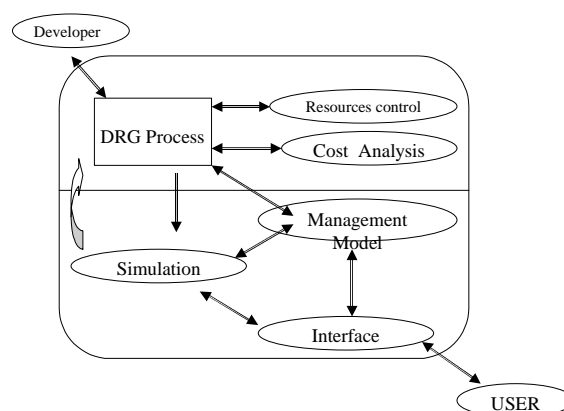 Developer
Resources control
DRG Process
Cost Analysis
Management
Model
Simulation
Interface
USER